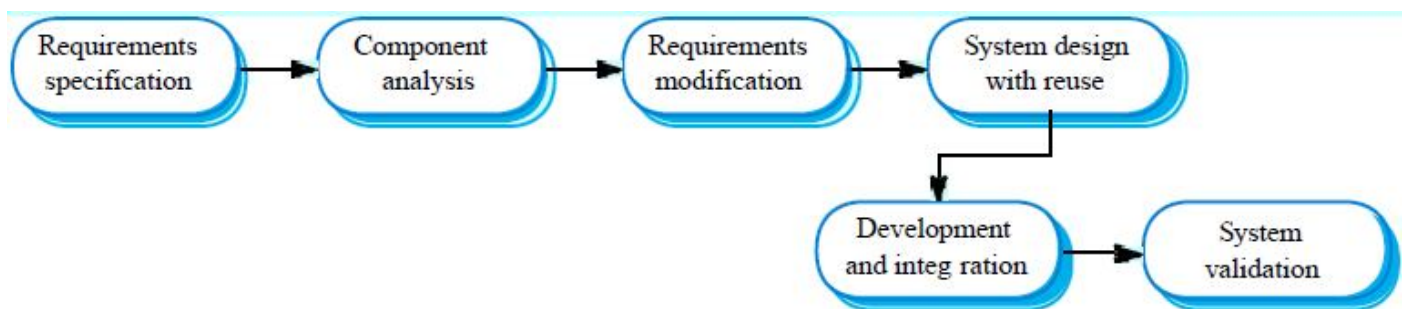 Requirements
specification
Component
analysis
Requirements
modification
System design
with reuse
Development
and integ ration
System
validation